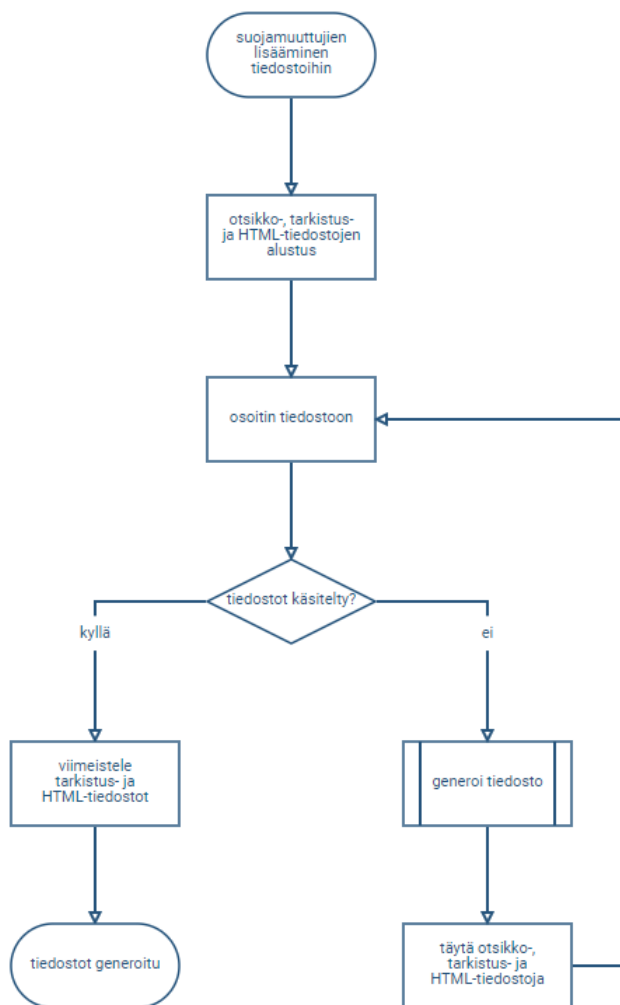 suojamuuttujien
lisääminen
tiedostoihin
otsikko-, tarkistus-
ja HTML-tiedostojen
alustus
osoitin tiedostoon
tiedostot käsitelty?
kyllä
ei
viimeistele
tarkistus- ja
HTML-tiedostot
generoi tiedosto
tiedostot generoitu
täytä otsikko-,
tarkistus- ja
HTML-tiedostoja